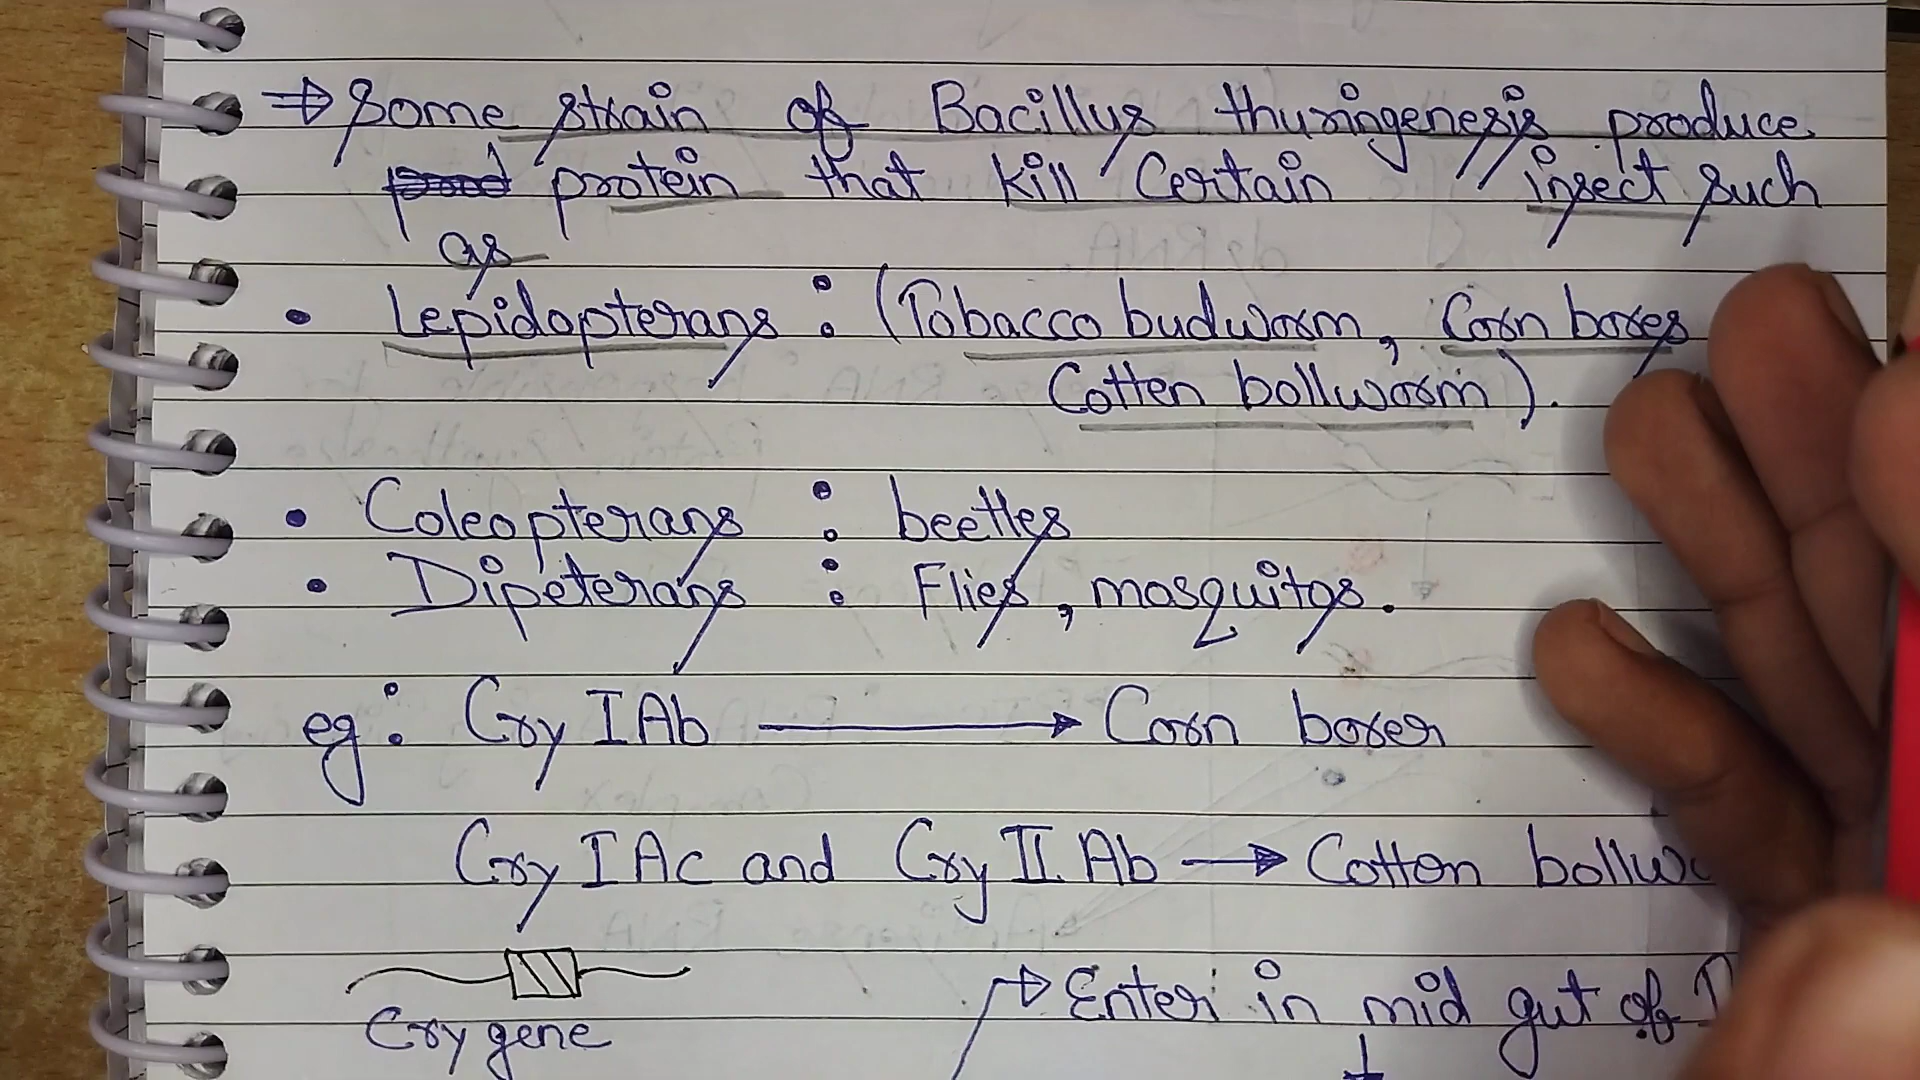 ⇒ Some strain of Bacillus thuringenesis produce
protein that kill Certain insect such
as
• Lepidopterans : (Tobacco budworm, Corn bores
Cotten bollworm).
• Coleopterans : beetles
• Dipeterans : Flies, mosquitos.
eg: Cry IAb → Corn borer
Cry IAc and Cry II Ab → Cotton
Cry gene
→ Enter in mid gut of